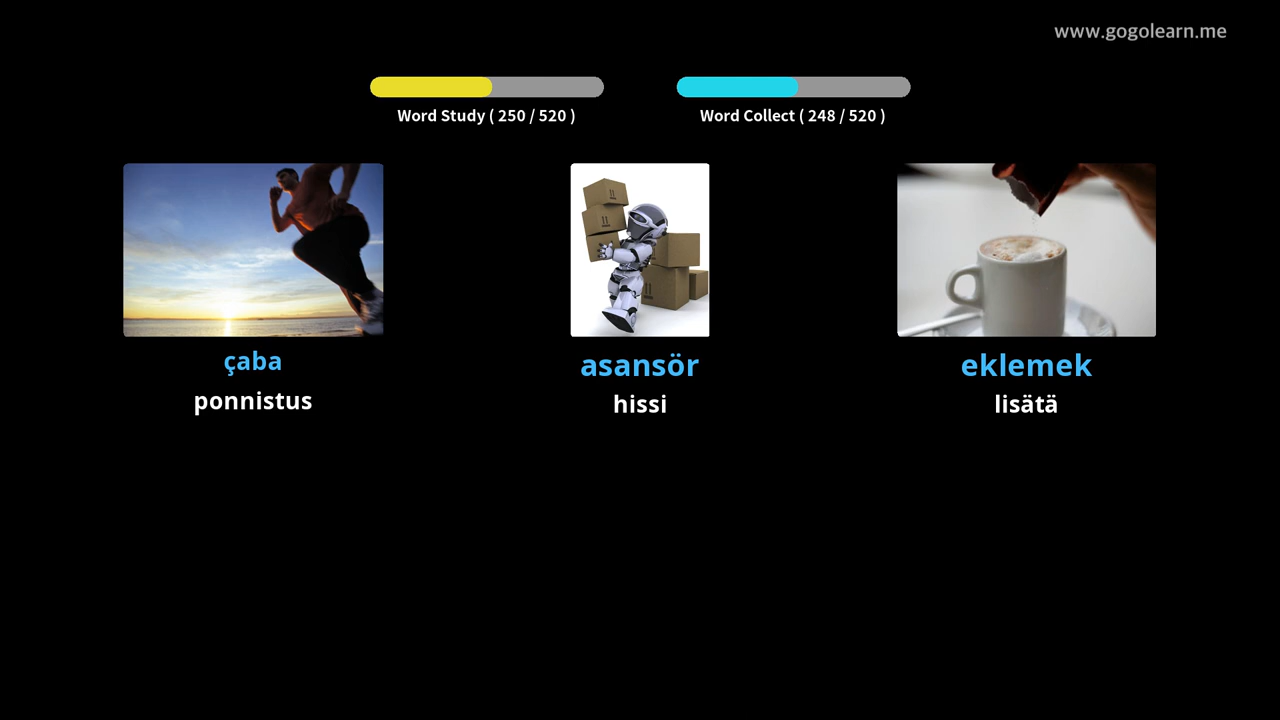 www.gogolearn.me
Word Study ( 250 / 520 )
Word Collect ( 248 / 520 )
çaba
asansör
eklemek
ponnistus
hissi
lisätä